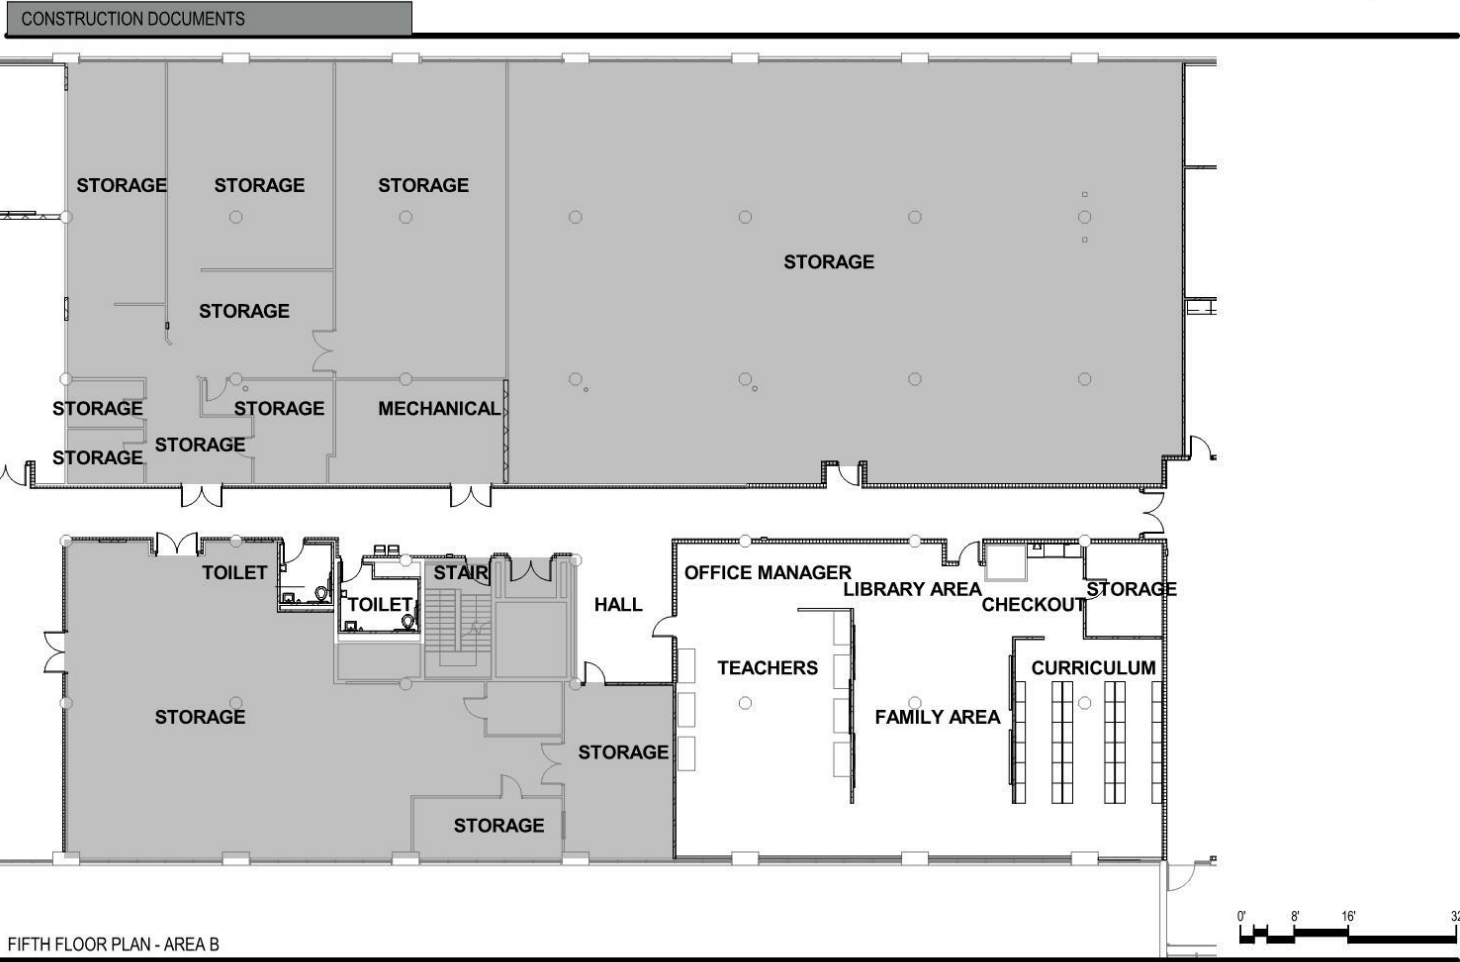 CONSTRUCTION DOCUMENTS
STORAGE
STORAGE
STORAGE
STORAGE
STORAGE
STORAGE
STORAGE
MECHANICAL
STORAGE
STORAGE
TOILET
STAIR
OFFICE MANAGER
LIBRARY AREA
STORAGE
TOILET
HALL
CHECKOUT
TEACHERS
CURRICULUM
STORAGE
FAMILY AREA
STORAGE
STORAGE
0' 8' 16' 32
FIFTH FLOOR PLAN - AREA B